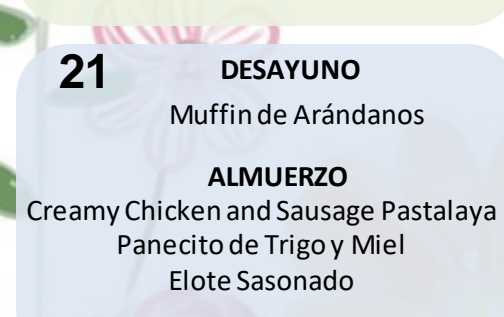 21 DESAYUNO
Muffin de Arándanos
ALMUERZO
Creamy Chicken and Sausage Pastalaya
Panecito de Trigo y Miel
Elote Sasonado